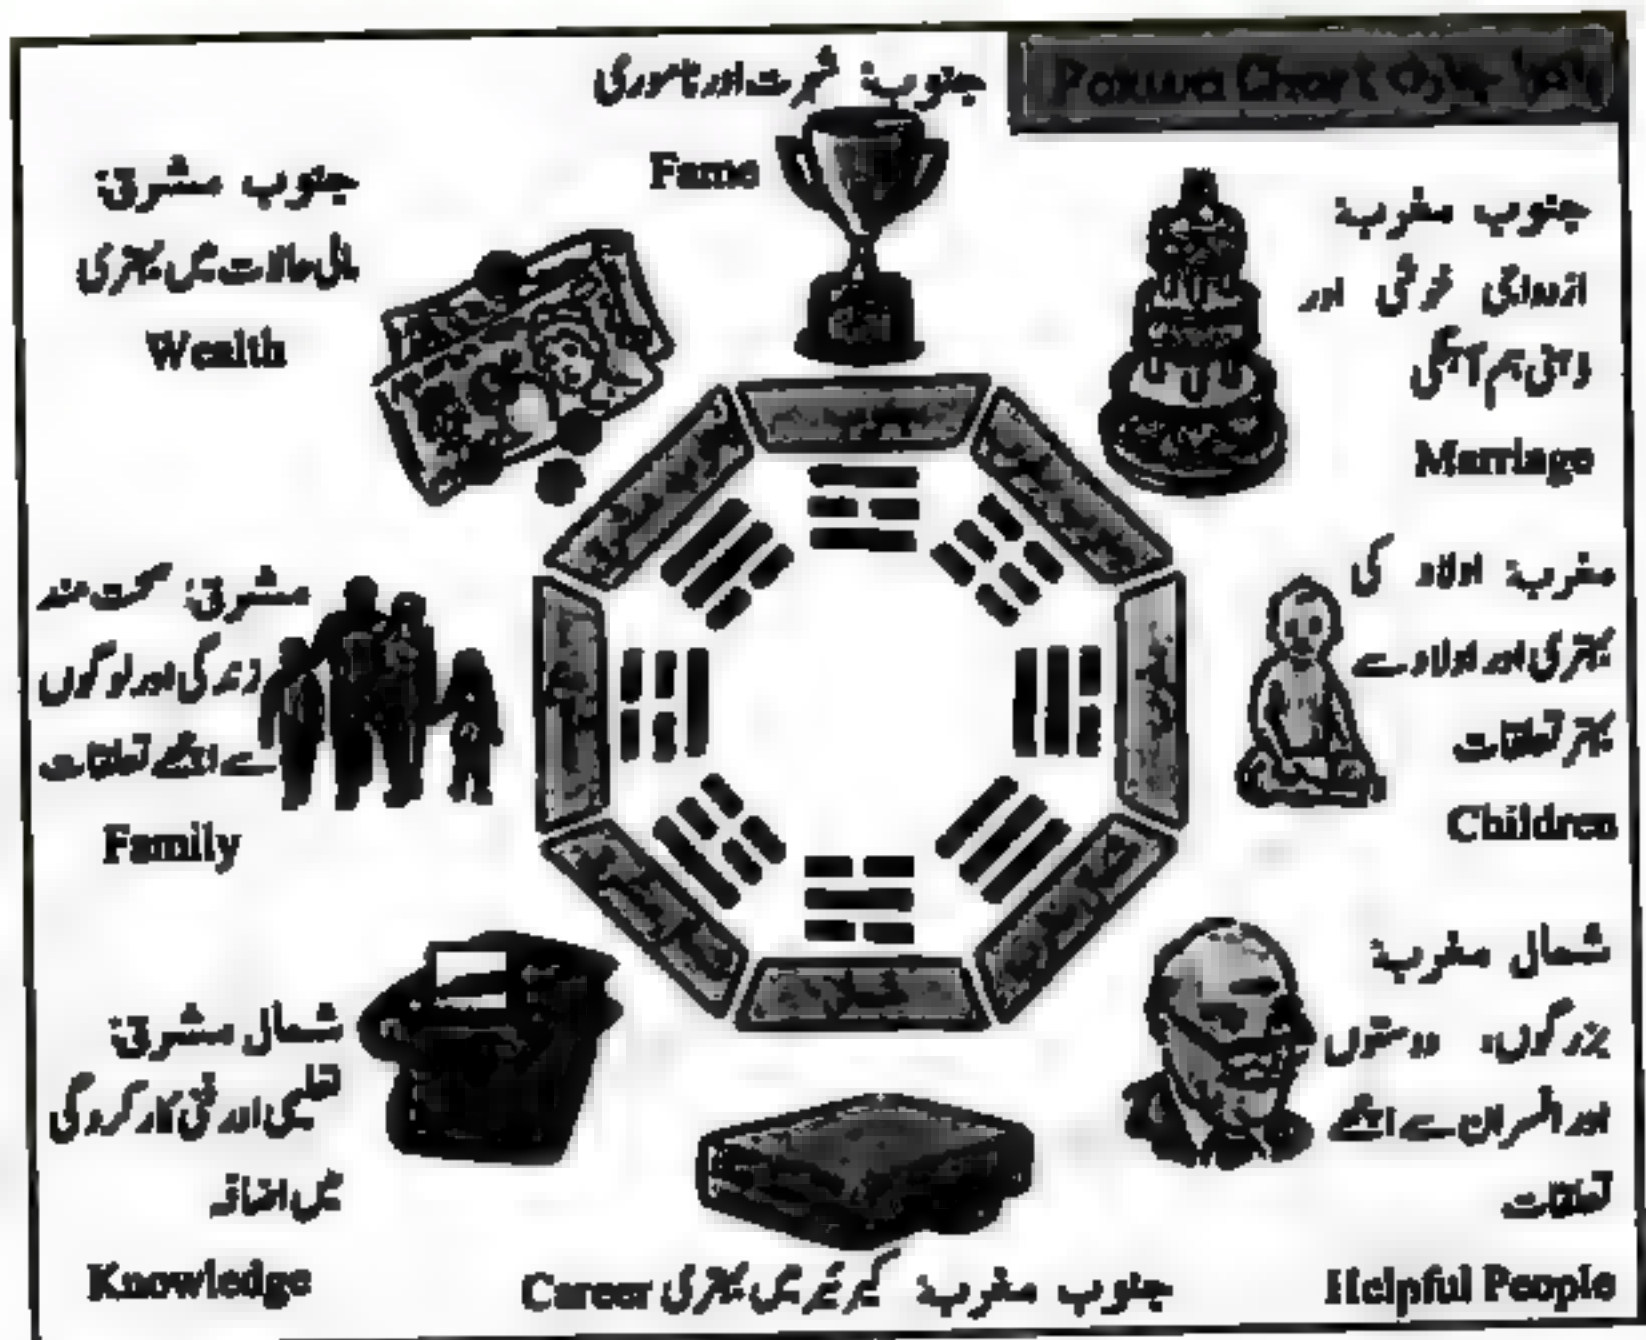 Pakwa Chart پاکوا چارٹ
جنوب: شہرت اور ناموری
Fame
جنوب مشرق:
مالی حالات میں بہتری
Wealth
جنوب مغرب:
ازدواجی خوشی اور
ذہنی ہم آہنگی
Marriage
مشرق: صحت مند
زندگی اور لوگوں
سے اچھے تعلقات
Family
مغرب: اولاد کی
بہتری اور اولاد سے
بہتر تعلقات
Children
شمال مشرق:
تعلیمی اور فنی کارکردگی
میں اضافہ
Knowledge
شمال مغرب:
بزرگوں، دوستوں
اور افسران سے اچھے
تعلقات
Helpful People
جنوب مغرب: کیرئیر میں بہتری Career